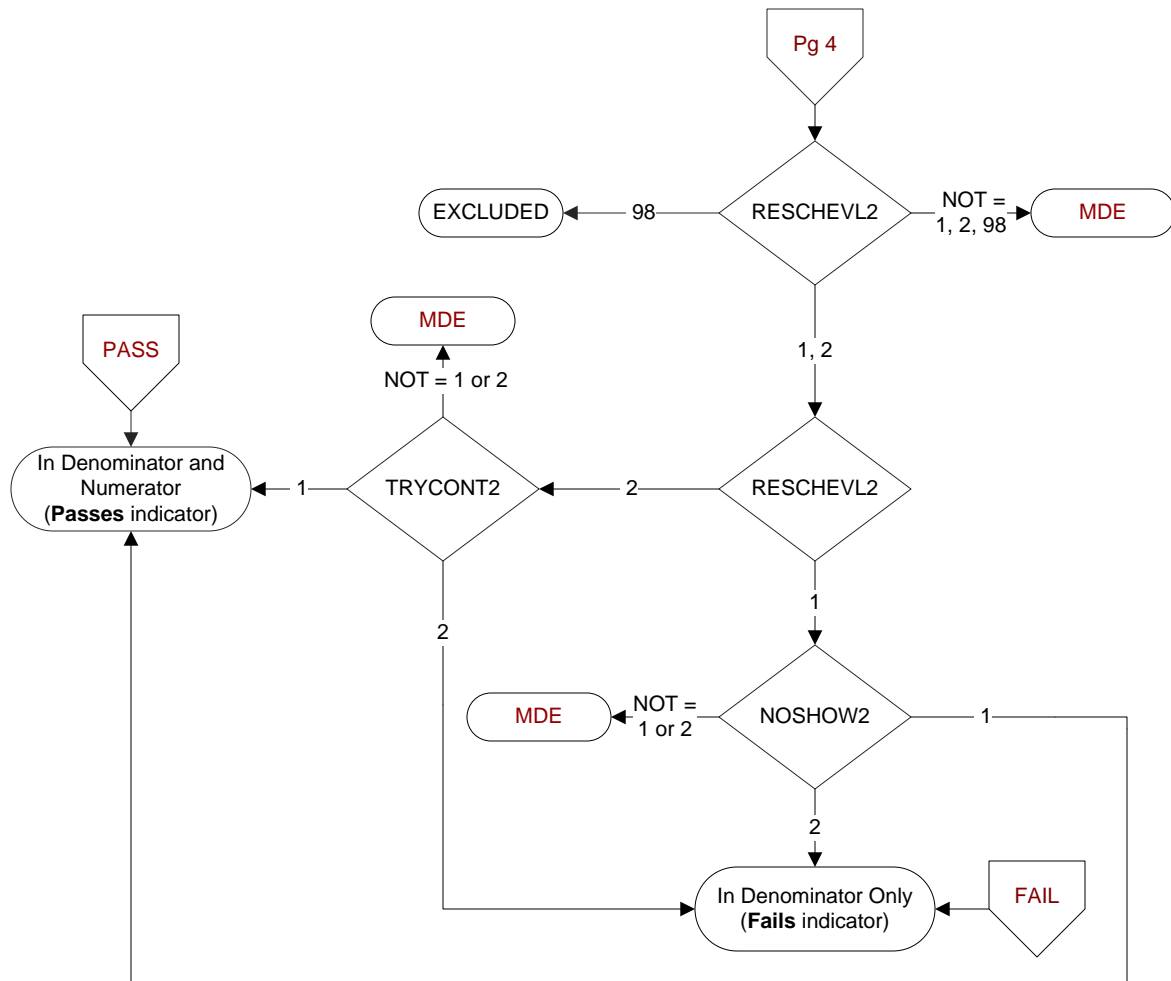 Pg 4
EXCLUDED
98
RESCHEVL2
NOT =
1, 2, 98
MDE
1, 2
MDE
NOT = 1 or 2
PASS
In Denominator and
Numerator
(Passes indicator)
1
TRYCONT2
2
RESCHEVL2
2
1
MDE
NOT =
1 or 2
NOSHOW2
1
2
In Denominator Only
(Fails indicator)
FAIL